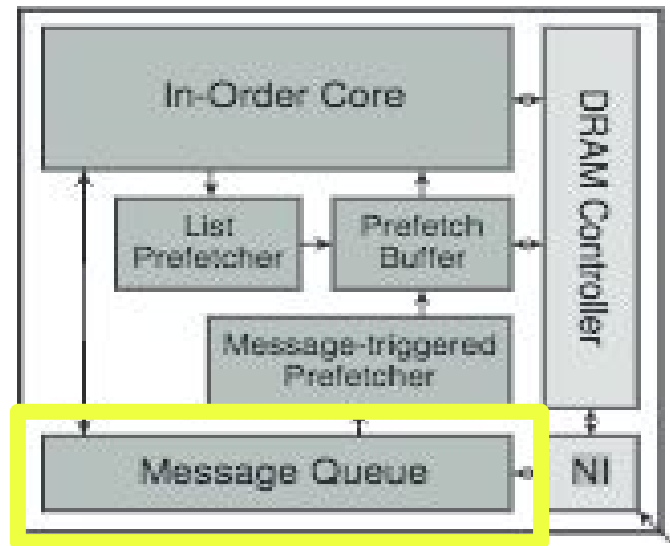 In-Order Core
DRAM Controller
List
Prefetcher
Prefetch
Buffer
Message-triggered
Prefetcher
Message Queue
NI